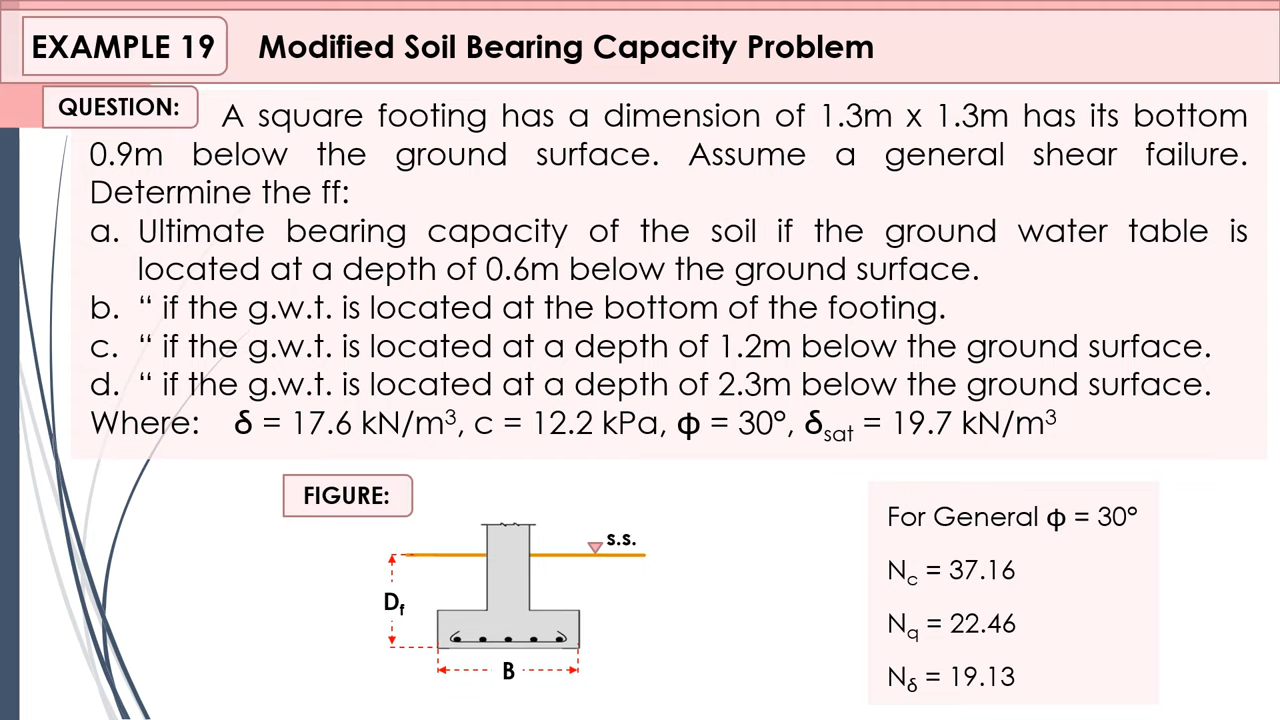 EXAMPLE 19
Modified Soil Bearing Capacity Problem
QUESTION:
A square footing has a dimension of 1.3m x 1.3m has its bottom
0.9m below the ground surface. Assume a general shear failure.
Determine the ff:
a. Ultimate bearing capacity of the soil if the ground water table is
located at a depth of 0.6m below the ground surface.
b. “ if the g.w.t. is located at the bottom of the footing.
c. “ if the g.w.t. is located at a depth of 1.2m below the ground surface.
d. “ if the g.w.t. is located at a depth of 2.3m below the ground surface.
Where: δ = 17.6 kN/m³, c = 12.2 kPa, ϕ = 30°, δsat = 19.7 kN/m³
FIGURE:
s.s.
Df
B
For General ϕ = 30°
Nc = 37.16
Nq = 22.46
Nδ = 19.13